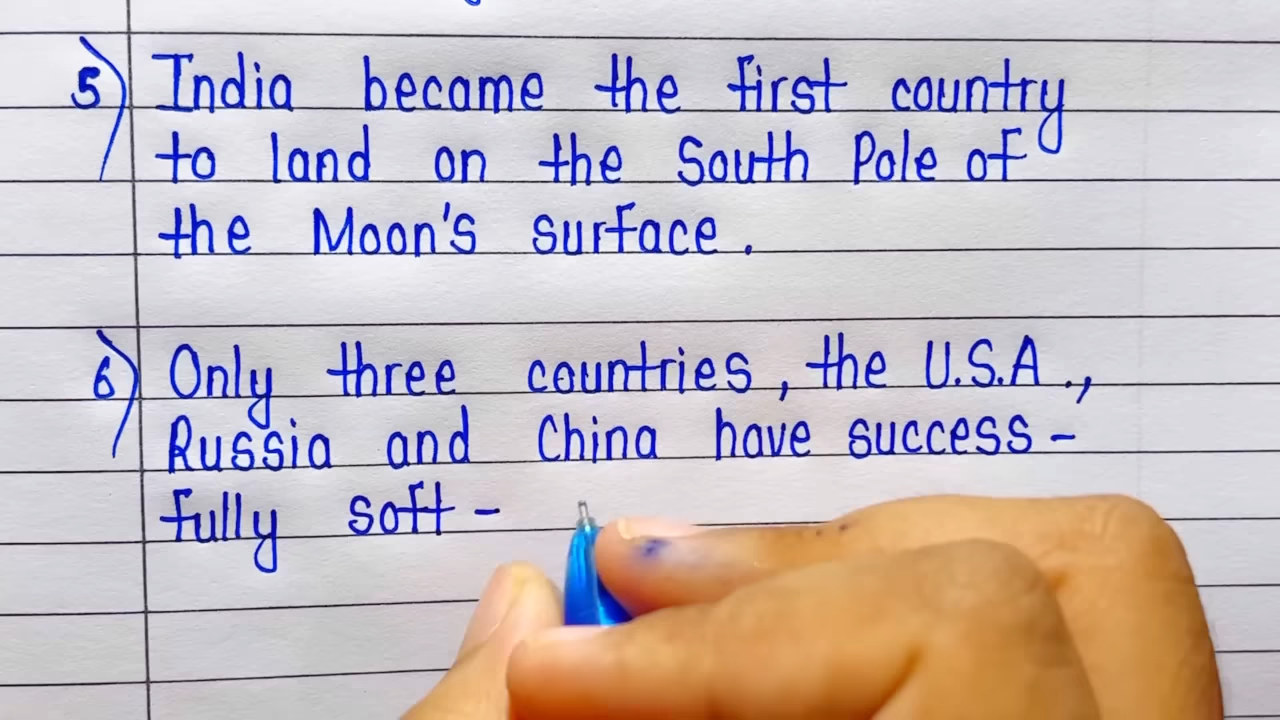 5) India became the first country
to land on the South Pole of
the Moon's surface.
6) Only three countries, the U.S.A.,
Russia and China have success-
fully soft-